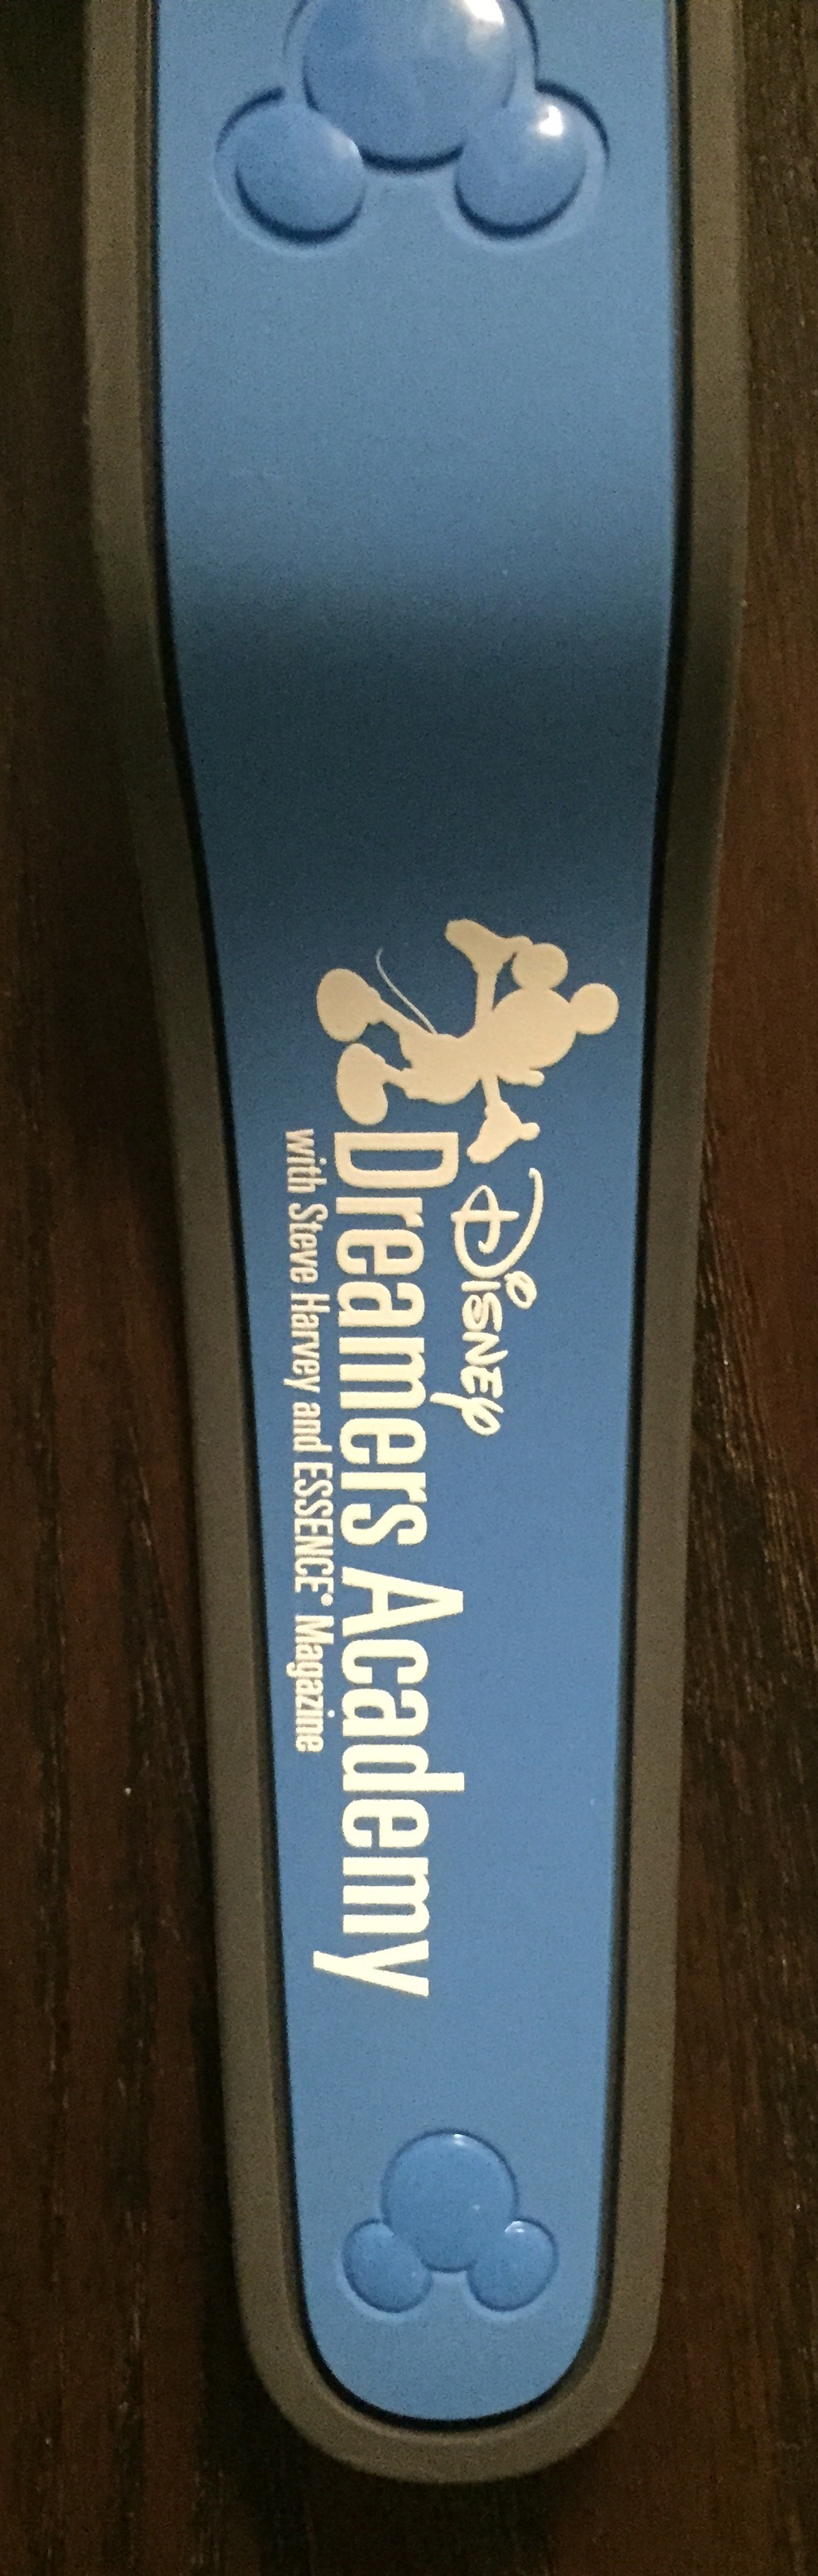 Disney
Dreamers Academy
with Steve Harvey and ESSENCE® Magazine